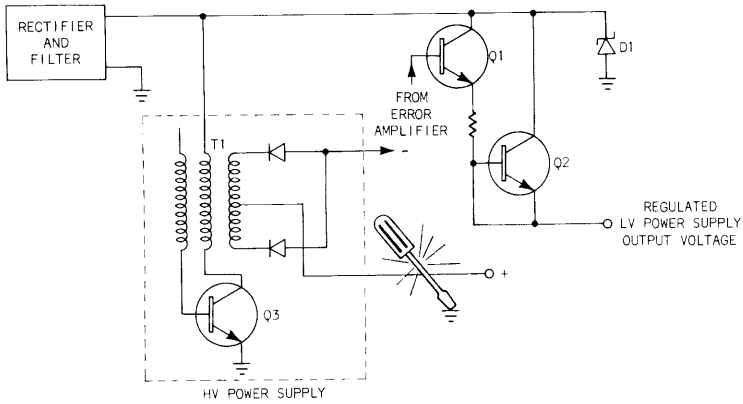 RECTIFIER
AND
FILTER
Q1
D1
FROM
ERROR
AMPLIFIER
T1
Q2
-
REGULATED
LV POWER SUPPLY
OUTPUT VOLTAGE
+
Q3
HV POWER SUPPLY